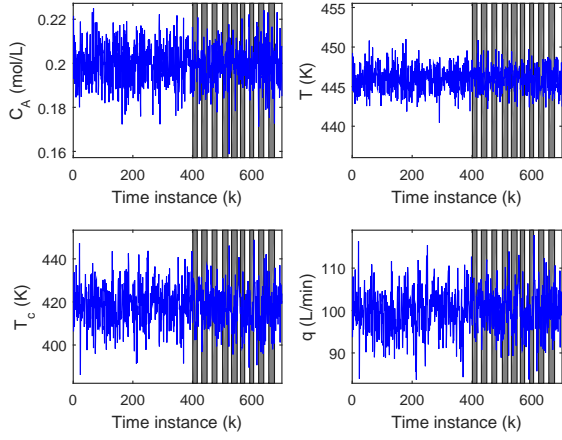 0.22
0.2
0.18
0.16
C_A (mol/L)
0 200 400 600
Time instance (k)
455
450
445
440
T (K)
0 200 400 600
Time instance (k)
440
420
400
T_c (K)
0 200 400 600
Time instance (k)
110
100
90
q (L/min)
0 200 400 600
Time instance (k)